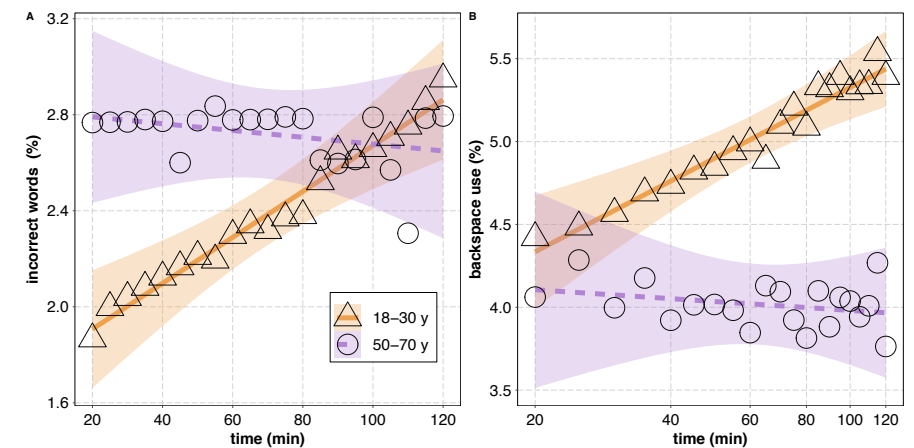 A
3.2
2.8
2.4
2.0
1.6
incorrect words (%)
20 40 60 80 100 120
time (min)
18–30 y
50–70 y
B
5.5
5.0
4.5
4.0
3.5
backspace use (%)
20 40 60 80 100 120
time (min)